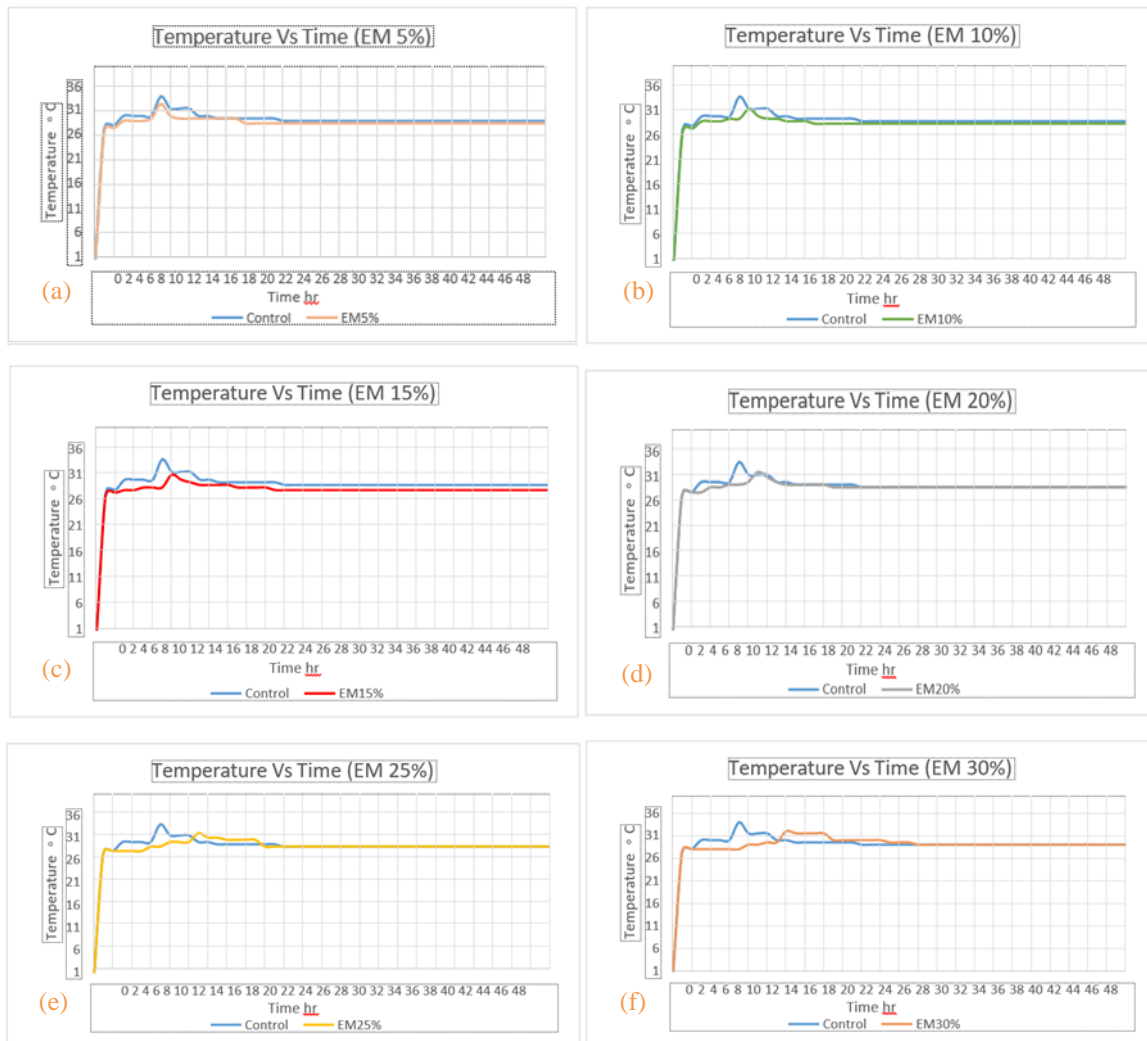 Temperature Vs Time (EM 5%)
Temperature ° C
36
31
26
21
16
11
6
1
0 2 4 6 8 10 12 14 16 18 20 22 24 26 28 30 32 34 36 38 40 42 44 46 48
Time hr
(a)
Control EM5%
Temperature Vs Time (EM 10%)
Temperature ° C
36
31
26
21
16
11
6
1
0 2 4 6 8 10 12 14 16 18 20 22 24 26 28 30 32 34 36 38 40 42 44 46 48
Time hr
(b)
Control EM10%
Temperature Vs Time (EM 15%)
Temperature ° C
36
31
26
21
16
11
6
1
0 2 4 6 8 10 12 14 16 18 20 22 24 26 28 30 32 34 36 38 40 42 44 46 48
Time hr
(c)
Control EM15%
Temperature Vs Time (EM 20%)
Temperature ° C
36
31
26
21
16
11
6
1
0 2 4 6 8 10 12 14 16 18 20 22 24 26 28 30 32 34 36 38 40 42 44 46 48
Time hr
(d)
Control EM20%
Temperature Vs Time (EM 25%)
Temperature ° C
36
31
26
21
16
11
6
1
0 2 4 6 8 10 12 14 16 18 20 22 24 26 28 30 32 34 36 38 40 42 44 46 48
Time hr
(e)
Control EM25%
Temperature Vs Time (EM 30%)
Temperature ° C
36
31
26
21
16
11
6
1
0 2 4 6 8 10 12 14 16 18 20 22 24 26 28 30 32 34 36 38 40 42 44 46 48
Time hr
(f)
Control EM30%